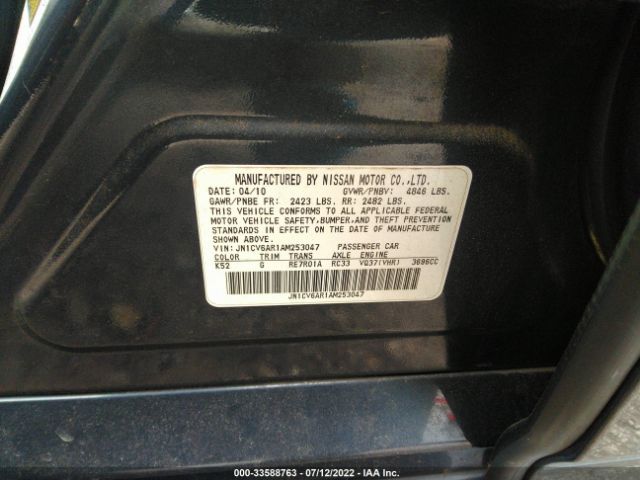 MANUFACTURED BY NISSAN MOTOR CO.,LTD.
DATE: 04/10 GVWR/PNBV: 4846 LBS.
GAWR/PNBE FR: 2423 LBS. RR: 2482 LBS.
THIS VEHICLE CONFORMS TO ALL APPLICABLE FEDERAL
MOTOR VEHICLE SAFETY,BUMPER,AND THEFT PREVENTION
STANDARDS IN EFFECT ON THE DATE OF MANUFACTURE
SHOWN ABOVE.
VIN: JN1CV6AR1AM253047 PASSENGER CAR
COLOR TRIM TRANS AXLE ENGINE
K52 G RE7R01A RC33 VQ37(VHR) 3696CC
JN1CV6AR1AM253047
000-33588763 - 07/12/2022 - IAA Inc.